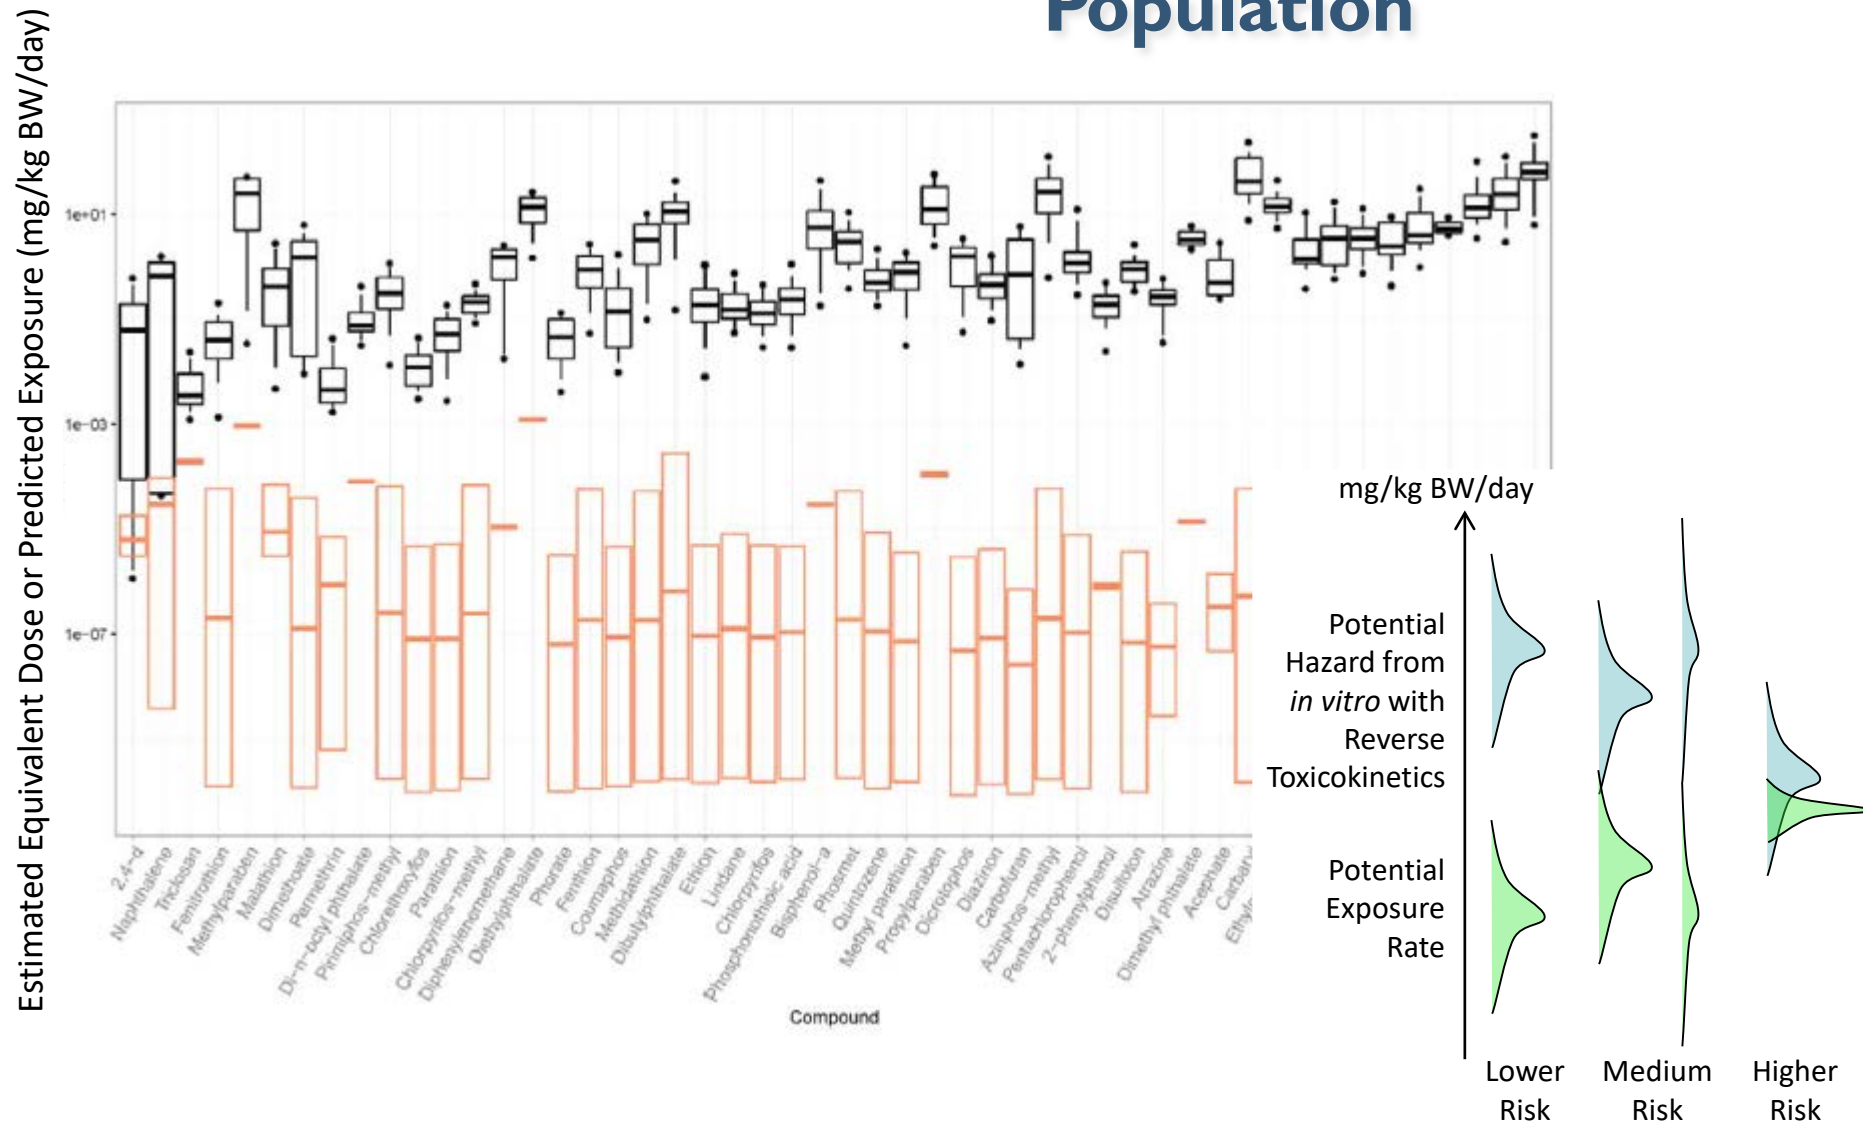 Population
Estimated Equivalent Dose or Predicted Exposure (mg/kg BW/day)
1e+01
1e-03
1e-07
2,4-d
Naphthalene
Triclosan
Fenitrothion
Methylparaben
Malathion
Dimethoate
Permethrin
Di-n-octyl phthalate
Pirimiphos-methyl
Chlorethoxyfos
Parathion
Chlorpyrifos-methyl
Diphenylenemethane
Diethylphthalate
Phorate
Fenthion
Coumaphos
Methidathion
Dibutylphthalate
Ethion
Lindane
Chlorpyrifos
Phosphonothioic acid
Bisphenol-a
Phosmet
Quintozene
Methyl parathion
Propylparaben
Dicrotophos
Diazinon
Carbofuran
Azinphos-methyl
Pentachlorophenol
2-phenylphenol
Disulfoton
Atrazine
Dimethyl phthalate
Acephate
Carbary
Ethyl
Compound
mg/kg BW/day
Potential
Hazard from
in vitro with
Reverse
Toxicokinetics
Potential
Exposure
Rate
Lower
Risk
Medium
Risk
Higher
Risk